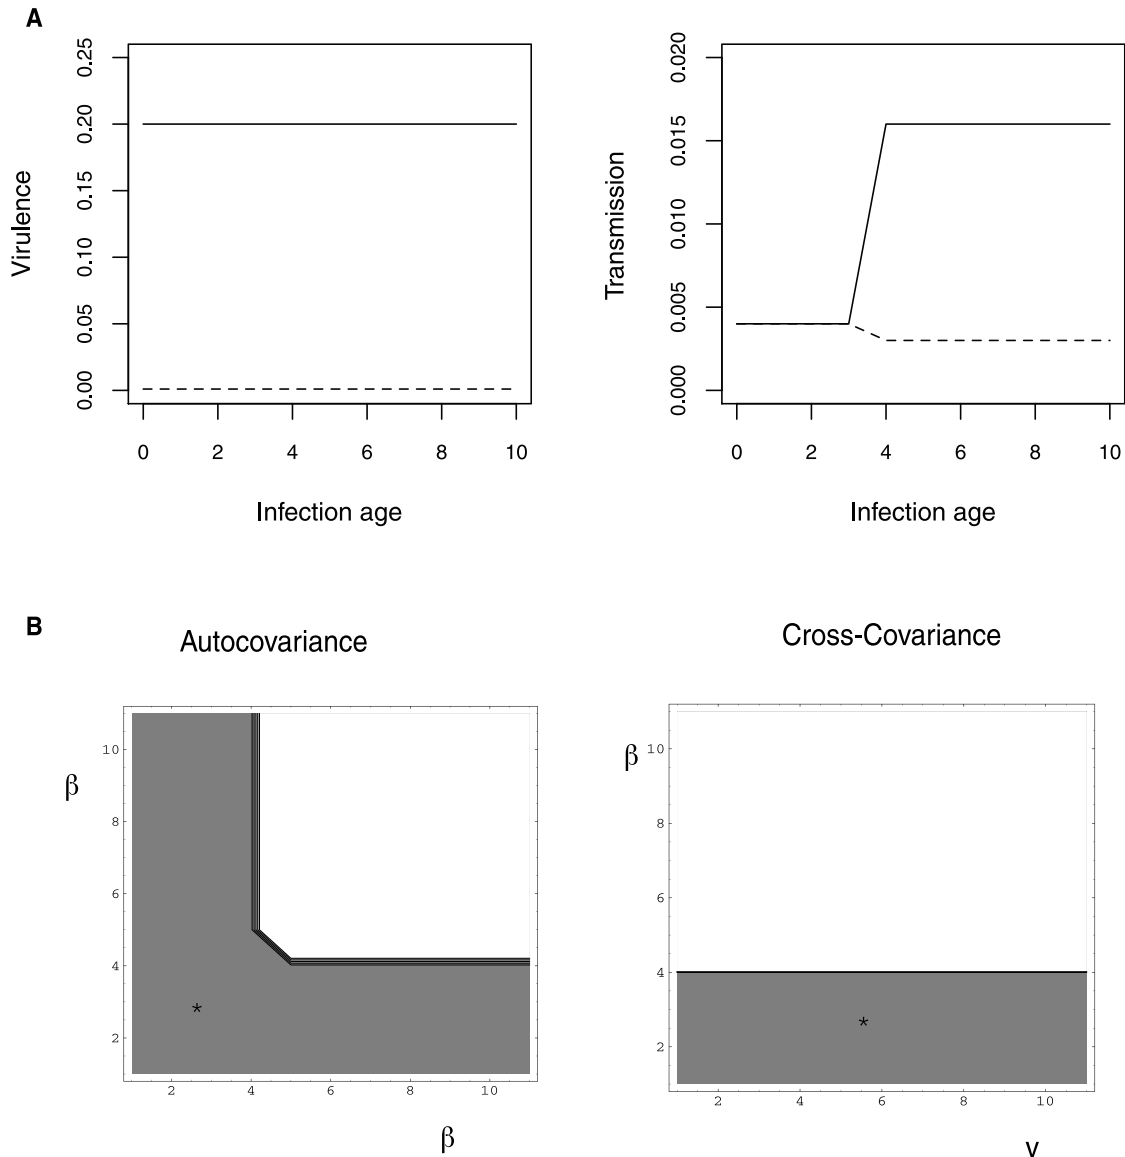 A
Virulence
0.25
0.20
0.15
0.10
0.05
0.00
0 2 4 6 8 10
Infection age
Transmission
0.020
0.015
0.010
0.005
0.000
0 2 4 6 8 10
Infection age
B
Autocovariance
β
10
8
6
4
2
*
2 4 6 8 10
β
Cross-Covariance
β
10
8
6
4
2
*
2 4 6 8 10
v